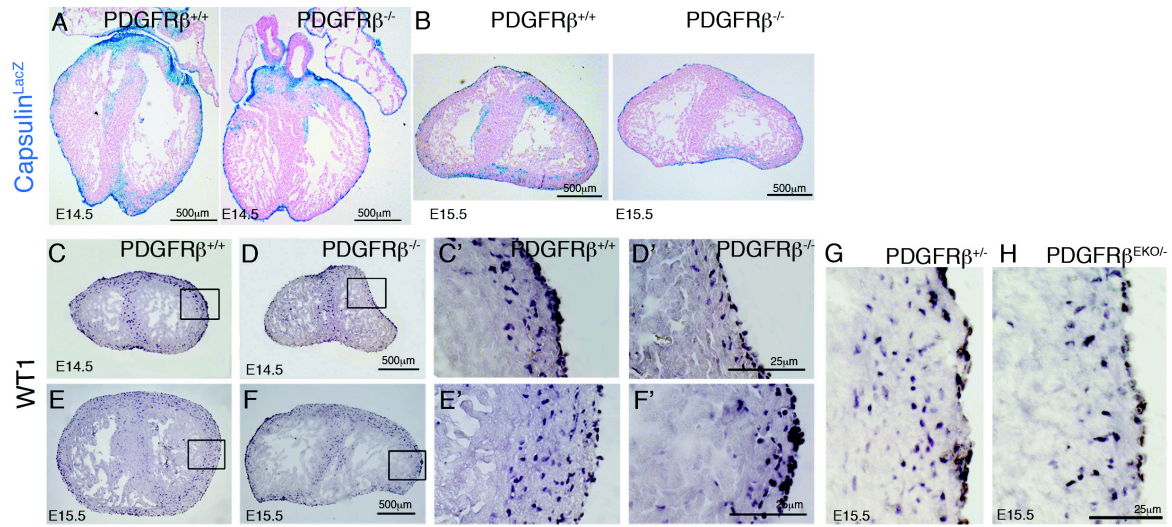 A PDGFRβ+/+ PDGFRβ-/- B PDGFRβ+/+ PDGFRβ-/-
CapsulinLacZ
E14.5 500μm E14.5 500μm E15.5 500μm E15.5 500μm
C PDGFRβ+/+ D PDGFRβ-/- C' PDGFRβ+/+ D' PDGFRβ-/- G PDGFRβ+/- H PDGFRβEKO/-
WT1
E14.5 E14.5 500μm 25μm
E F E' F'
E15.5 E15.5 500μm 25μm E15.5 E15.5 25μm